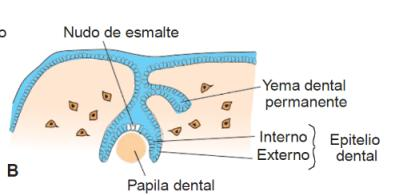 o
Nudo de esmalte
Yema dental
permanente
Interno
Externo
Epitelio
dental
B
Papila dental